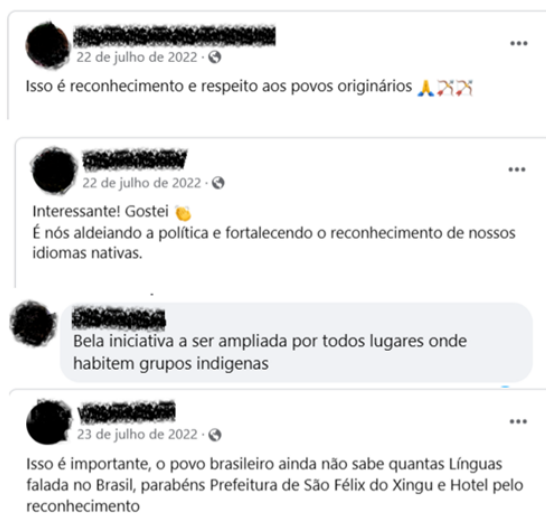 22 de julho de 2022 ·
Isso é reconhecimento e respeito aos povos originários 🙏🏹🏹
22 de julho de 2022 ·
Interessante! Gostei 👏
É nós aldeiando a política e fortalecendo o reconhecimento de nossos
idiomas nativas.
Bela iniciativa a ser ampliada por todos lugares onde
habitem grupos indigenas
23 de julho de 2022 ·
Isso é importante, o povo brasileiro ainda não sabe quantas Línguas
falada no Brasil, parabéns Prefeitura de São Félix do Xingu e Hotel pelo
reconhecimento